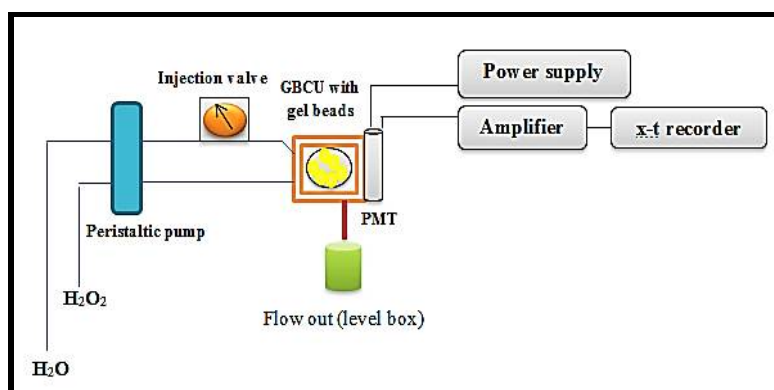 Power supply
Injection valve
GBCU with
gel beads
Amplifier
x-t recorder
PMT
Peristaltic pump
H₂O₂
Flow out (level box)
H₂O